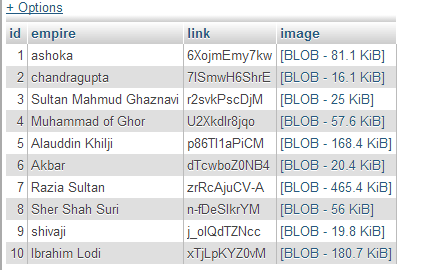 + Options
id empire link image
1 ashoka 6XojmEmy7kw [BLOB - 81.1 KiB]
2 chandragupta 7ISmwH6ShrE [BLOB - 16.1 KiB]
3 Sultan Mahmud Ghaznavi r2svkPscDjM [BLOB - 25 KiB]
4 Muhammad of Ghor U2Xkdlr8jqo [BLOB - 57.6 KiB]
5 Alauddin Khilji p86Tl1aPiCM [BLOB - 168.4 KiB]
6 Akbar dTcwboZ0NB4 [BLOB - 20.4 KiB]
7 Razia Sultan zrRcAjuCV-A [BLOB - 465.4 KiB]
8 Sher Shah Suri n-fDeSlkrYM [BLOB - 56 KiB]
9 shivaji j_olQdTZNcc [BLOB - 19.8 KiB]
10 Ibrahim Lodi xTjLpKYZ0vM [BLOB - 180.7 KiB]